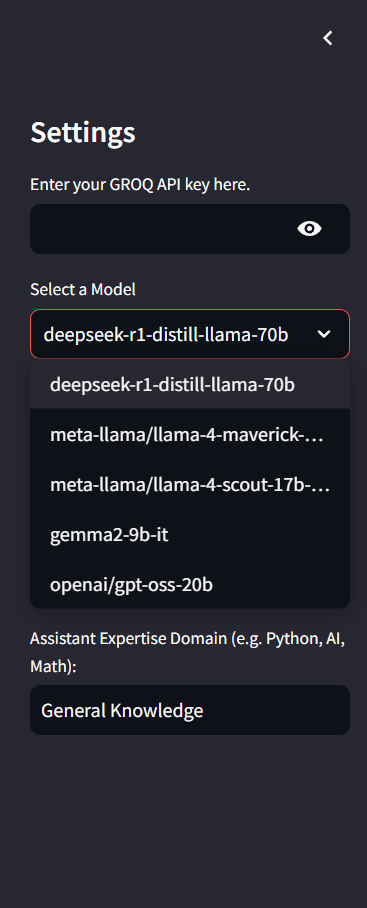 Settings
Enter your GROQ API key here.
Select a Model
deepseek-r1-distill-llama-70b
deepseek-r1-distill-llama-70b
meta-llama/llama-4-maverick-...
meta-llama/llama-4-scout-17b-...
gemma2-9b-it
openai/gpt-oss-20b
Assistant Expertise Domain (e.g. Python, AI,
Math):
General Knowledge